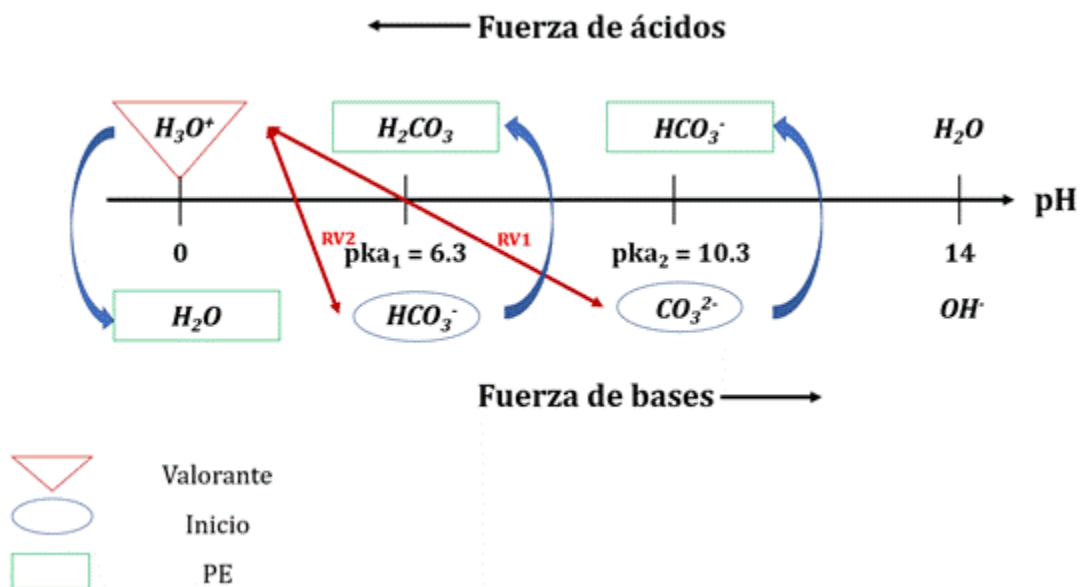 Fuerza de ácidos
H₃O⁺ H₂CO₃ HCO₃⁻ H₂O
pH
RV2 RV1
0 pka₁ = 6.3 pka₂ = 10.3 14
H₂O HCO₃⁻ CO₃²⁻ OH⁻
Fuerza de bases
Valorante
Inicio
PE